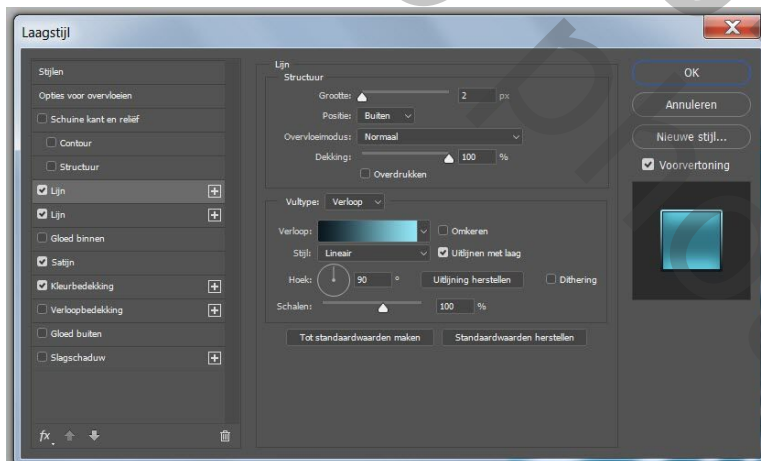 Laagstijl
Stijlen
Opties voor overvloeien
Schuine kant en reliëf
Contour
Structuur
Lijn
Lijn
Gloed binnen
Satijn
Kleurbedekking
Verloopbedekking
Gloed buiten
Slagschaduw
fx
Lijn
Structuur
Grootte: 2 px
Positie: Buiten
Overvloeimodus: Normaal
Dekking: 100 %
Overdrukken
Vultype: Verloop
Verloop: Omkeren
Stijl: Lineair Uitlijnen met laag
Hoek: 90 ° Uitlijning herstellen Dithering
Schalen: 100 %
Tot standaardwaarden maken Standaardwaarden herstellen
OK
Annuleren
Nieuwe stijl...
Voorvertoning